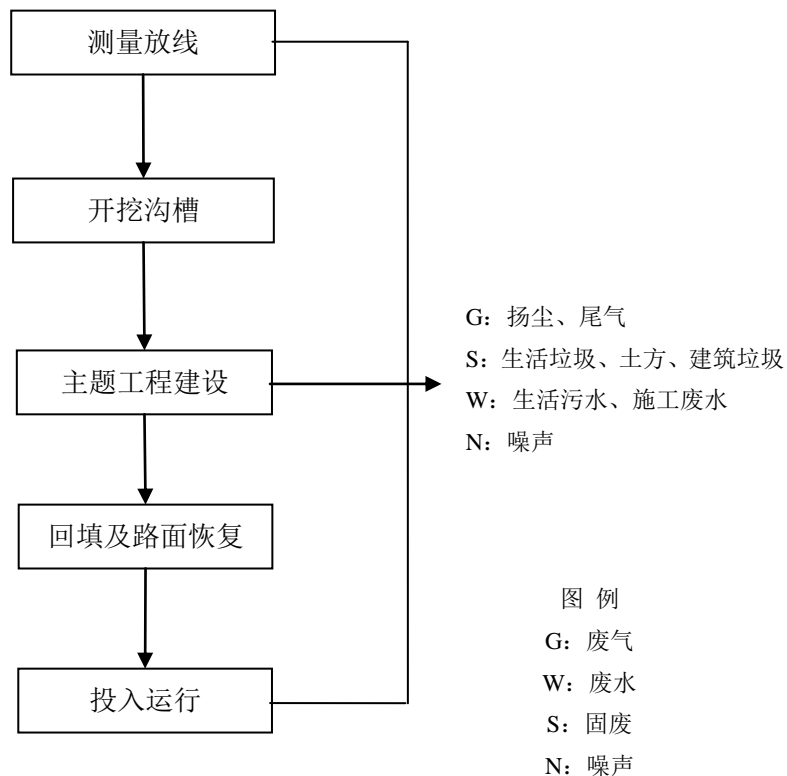 测量放线
开挖沟槽
主题工程建设
回填及路面恢复
投入运行
G：扬尘、尾气
S：生活垃圾、土方、建筑垃圾
W：生活污水、施工废水
N：噪声
图 例
G：废气
W：废水
S：固废
N：噪声